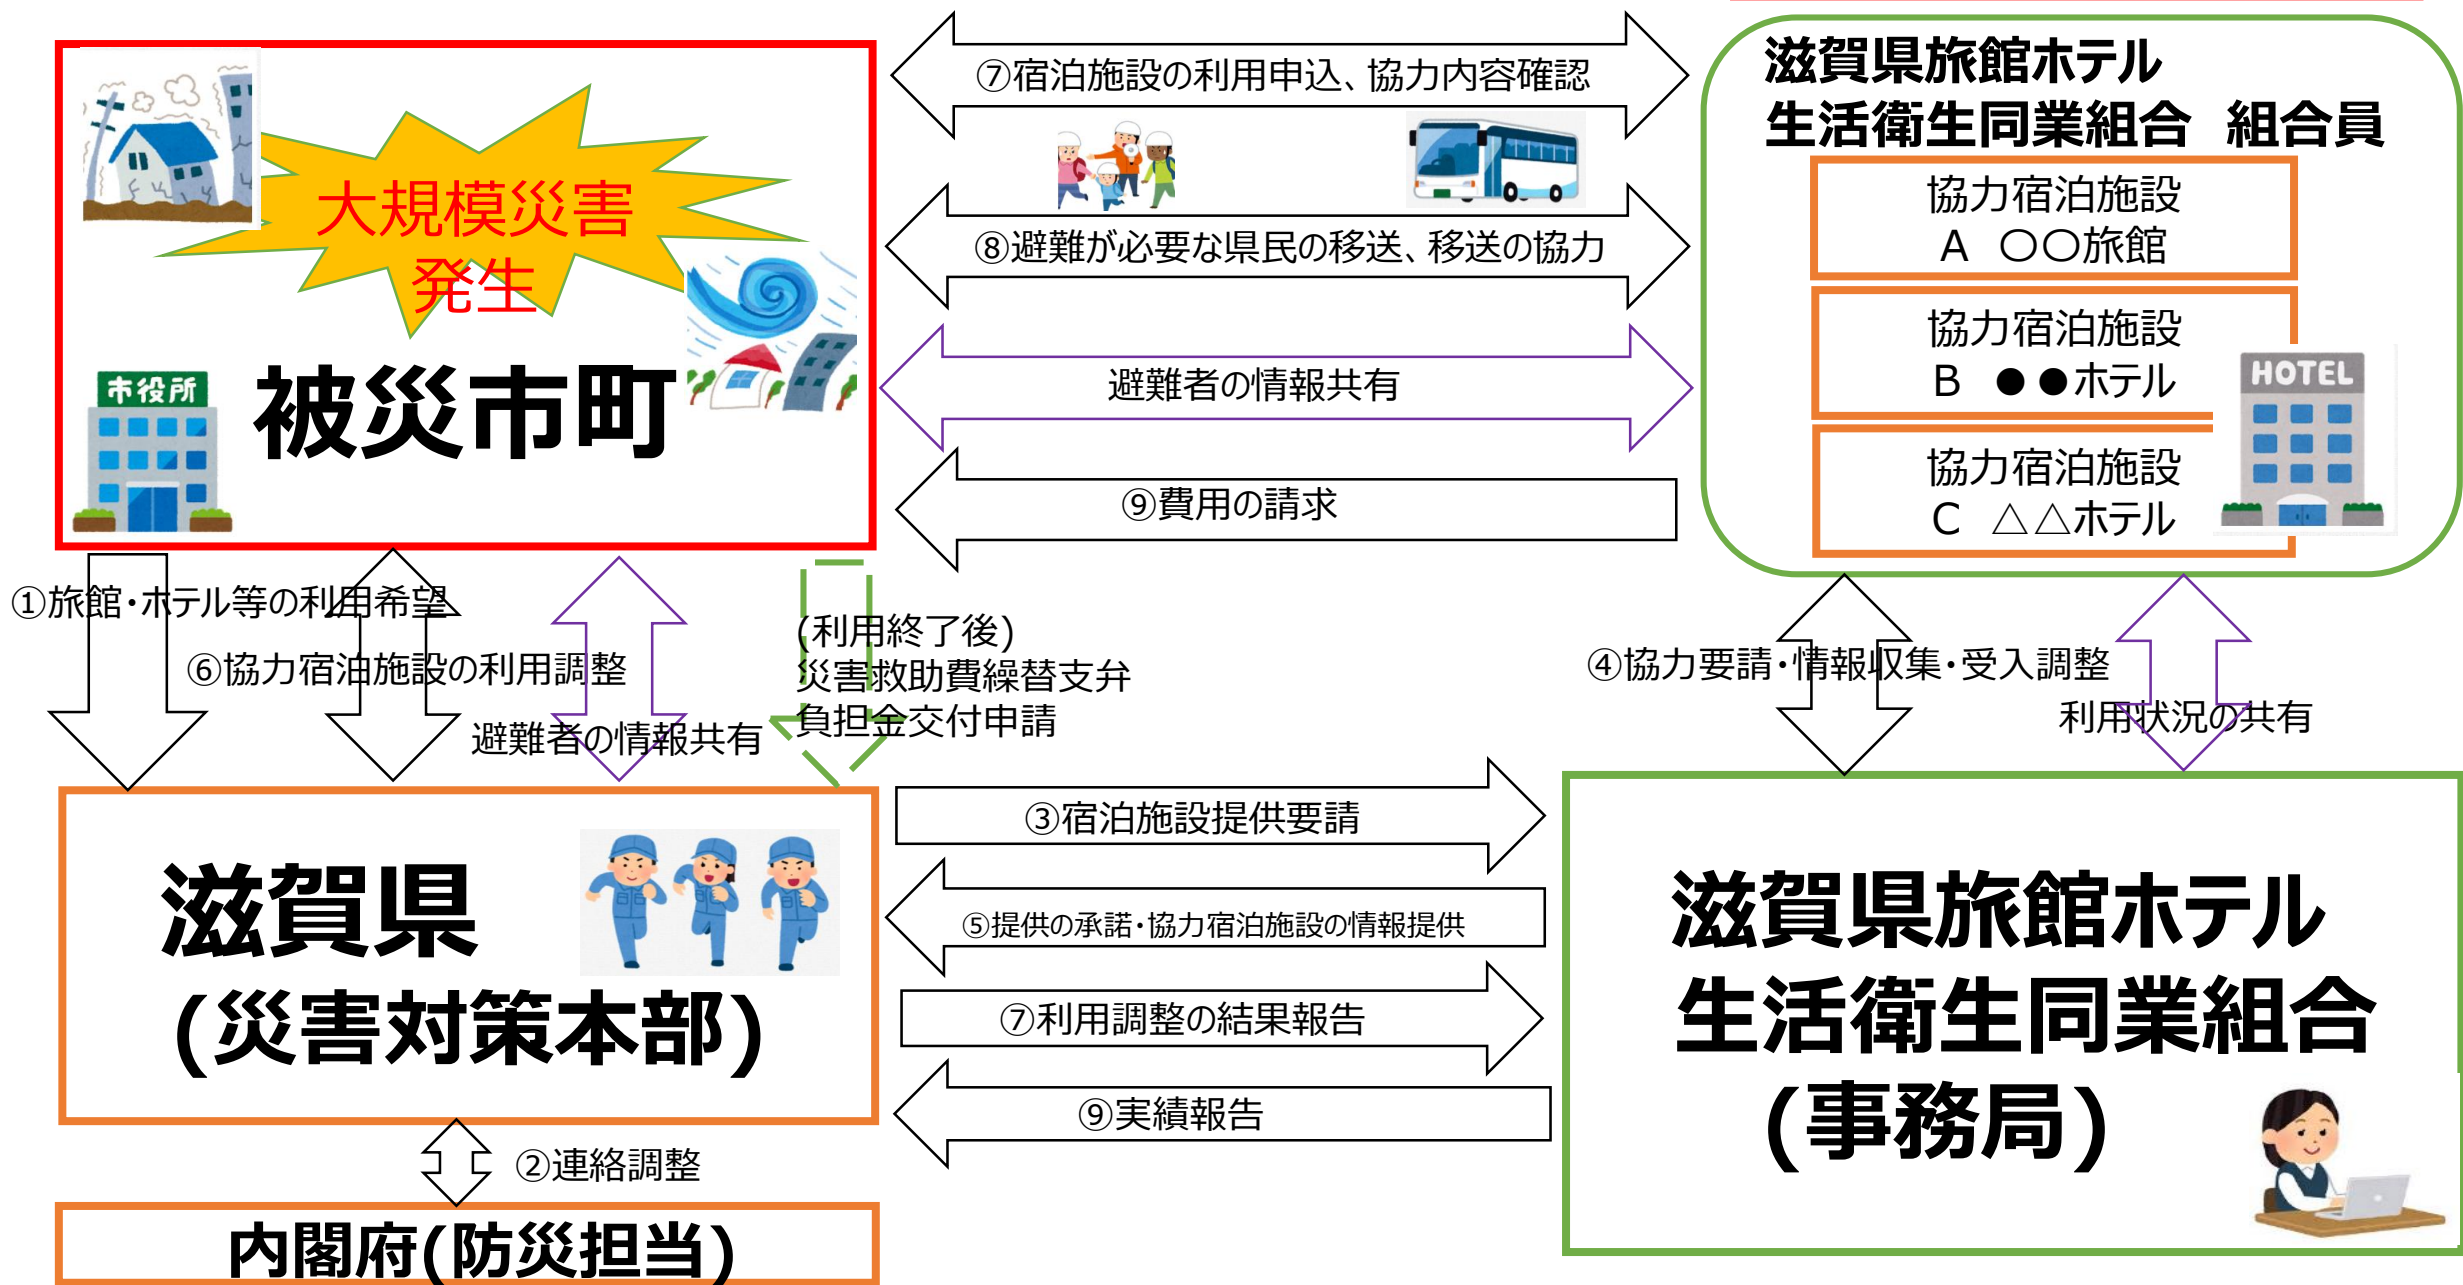 大規模災害
発生
市役所
被災市町
⑦宿泊施設の利用申込、協力内容確認
⑧避難が必要な県民の移送、移送の協力
避難者の情報共有
⑨費用の請求
滋賀県旅館ホテル
生活衛生同業組合　組合員
協力宿泊施設
A　〇〇旅館
協力宿泊施設
B　●●ホテル
協力宿泊施設
C　△△ホテル
HOTEL
①旅館・ホテル等の利用希望
⑥協力宿泊施設の利用調整
避難者の情報共有
(利用終了後)
災害救助費繰替支弁
負担金交付申請
④協力要請・情報収集・受入調整
利用状況の共有
滋賀県
(災害対策本部)
③宿泊施設提供要請
⑤提供の承諾・協力宿泊施設の情報提供
⑦利用調整の結果報告
⑨実績報告
滋賀県旅館ホテル
生活衛生同業組合
(事務局)
②連絡調整
内閣府(防災担当)